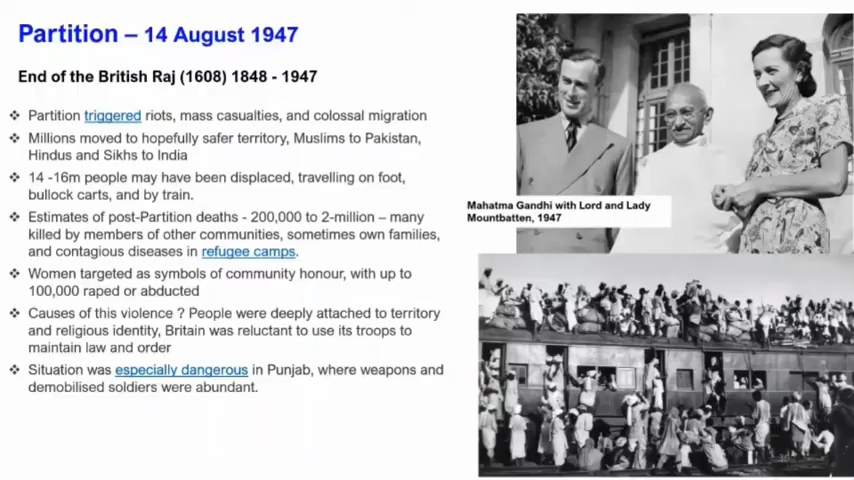 Partition – 14 August 1947
End of the British Raj (1608) 1848 - 1947
❖ Partition triggered riots, mass casualties, and colossal migration
❖ Millions moved to hopefully safer territory, Muslims to Pakistan,
Hindus and Sikhs to India
❖ 14 -16m people may have been displaced, travelling on foot,
bullock carts, and by train.
❖ Estimates of post-Partition deaths - 200,000 to 2-million – many
killed by members of other communities, sometimes own families,
and contagious diseases in refugee camps.
❖ Women targeted as symbols of community honour, with up to
100,000 raped or abducted
❖ Causes of this violence ? People were deeply attached to territory
and religious identity, Britain was reluctant to use its troops to
maintain law and order
❖ Situation was especially dangerous in Punjab, where weapons and
demobilised soldiers were abundant.
Mahatma Gandhi with Lord and Lady
Mountbatten, 1947